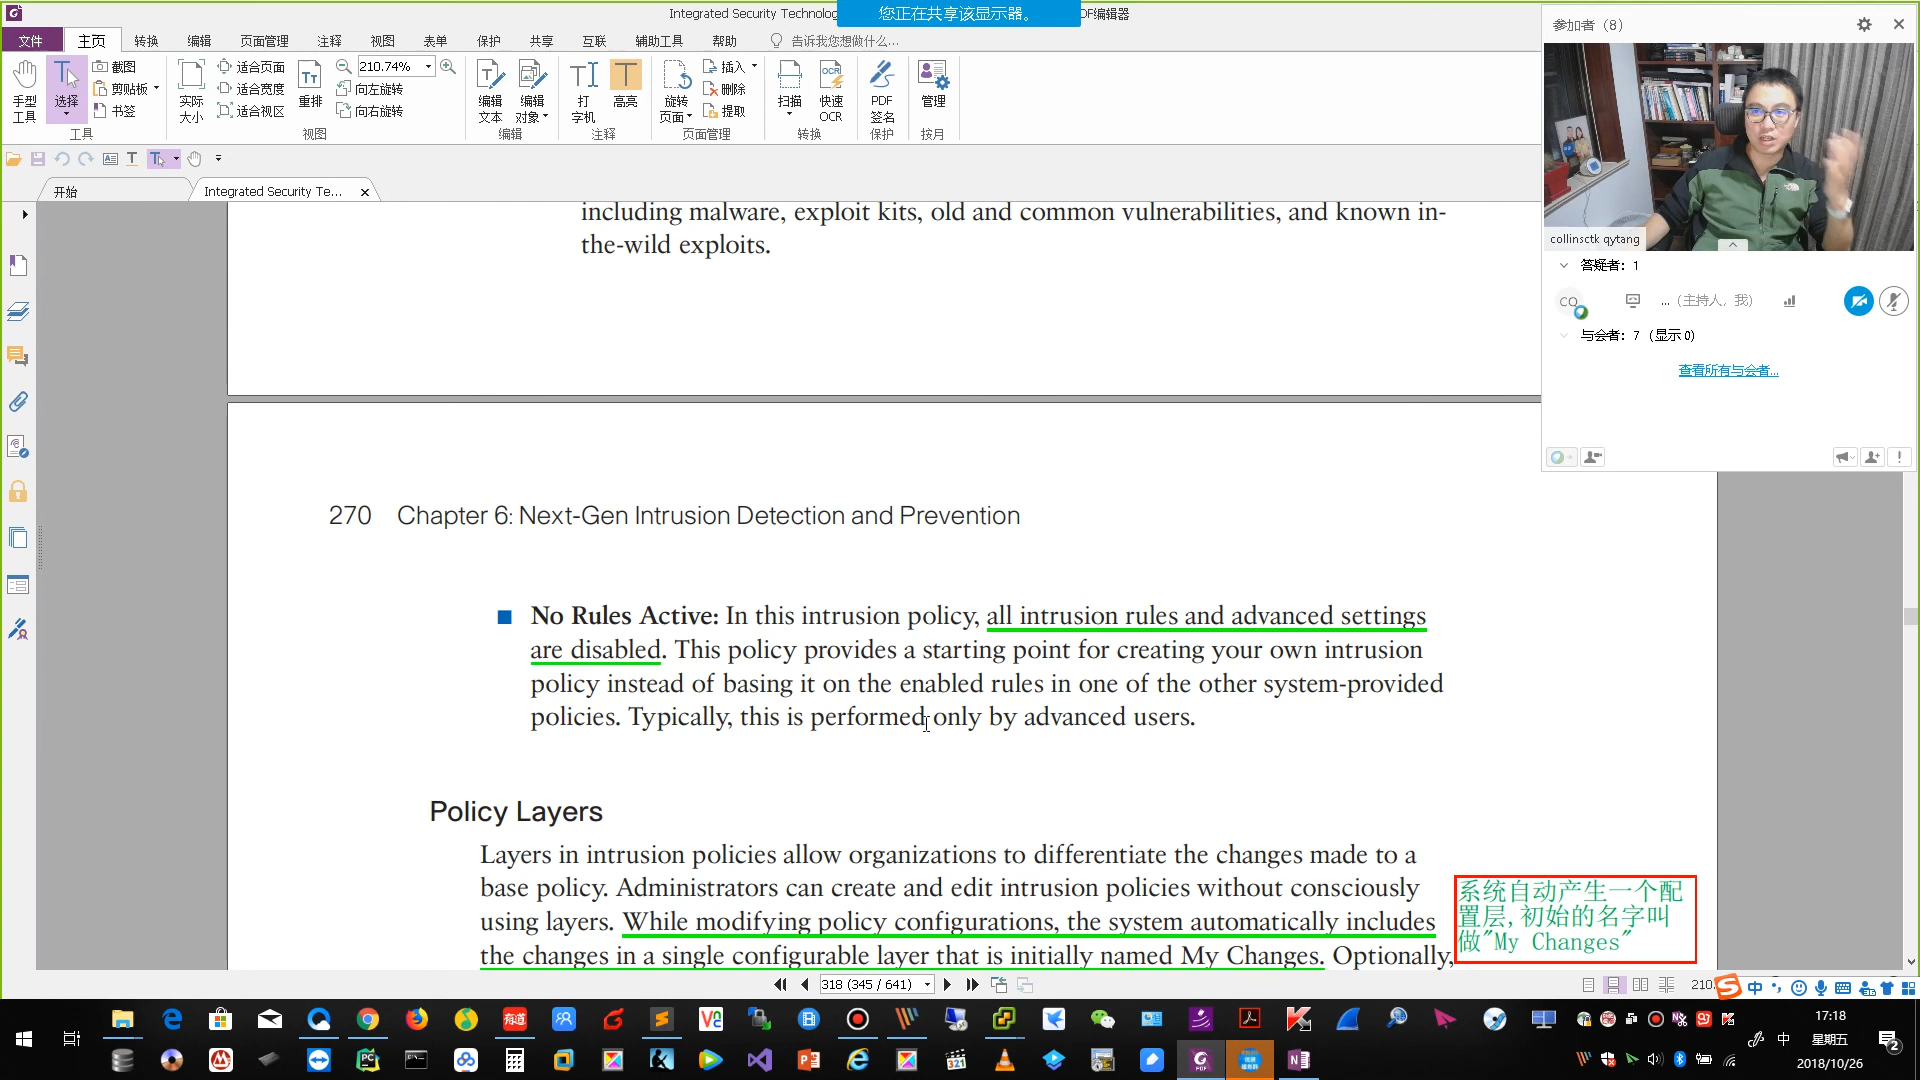 Integrated Security Technolog
您正在共享该显示器。
DF编辑器
文件
主页
转换
编辑
页面管理
注释
视图
表单
保护
共享
互联
辅助工具
帮助
告诉我您想做什么...
手型
工具
选择
截图
剪贴板
书签
工具
实际
大小
适合页面
适合宽度
适合视区
重排
210.74%
向左旋转
向右旋转
视图
编辑
文本
编辑
对象
编辑
打
字机
高亮
注释
旋转
页面
插入
删除
提取
页面管理
扫描
快速
OCR
转换
PDF
签名
保护
管理
按月
开始
Integrated Security Te...
including malware, exploit kits, old and common vulnerabilities, and known in-
the-wild exploits.
270 Chapter 6: Next-Gen Intrusion Detection and Prevention
No Rules Active: In this intrusion policy, all intrusion rules and advanced settings
are disabled. This policy provides a starting point for creating your own intrusion
policy instead of basing it on the enabled rules in one of the other system-provided
policies. Typically, this is performed only by advanced users.
Policy Layers
Layers in intrusion policies allow organizations to differentiate the changes made to a
base policy. Administrators can create and edit intrusion policies without consciously
using layers. While modifying policy configurations, the system automatically includes
the changes in a single configurable layer that is initially named My Changes. Optionally,
系统自动产生一个配
置层,初始的名字叫
做"My Changes"
参加者（8）
collinsctk qytang
答疑者：1
CQ
... （主持人，我）
与会者：7（显示 0）
查看所有与会者...
318 (345 / 641)
210.
中
17:18
星期五
2018/10/26
中
2